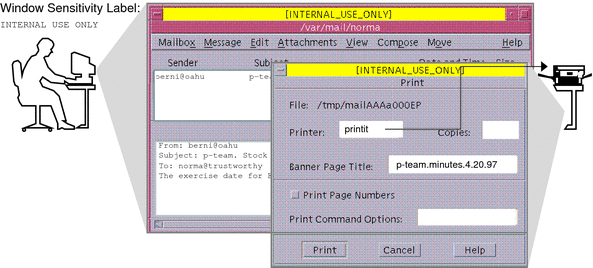 Window Sensitivity Label:
INTERNAL USE ONLY
[INTERNAL_USE_ONLY]
/var/mail/norma
Mailbox Message Edit Attachments View Compose Move Help
Sender Subject Date and Time Size
berni@oahu p-tea
[INTERNAL_USE_ONLY]
Print
File: /tmp/mailAAAa000EP
Printer: printit Copies:
Banner Page Title: p-team.minutes.4.20.97
Print Page Numbers
Print Command Options:
Print Cancel Help
From: berni@oahu
Subject: p-team, Stock
To: norma@trustworthy
The exercise date for